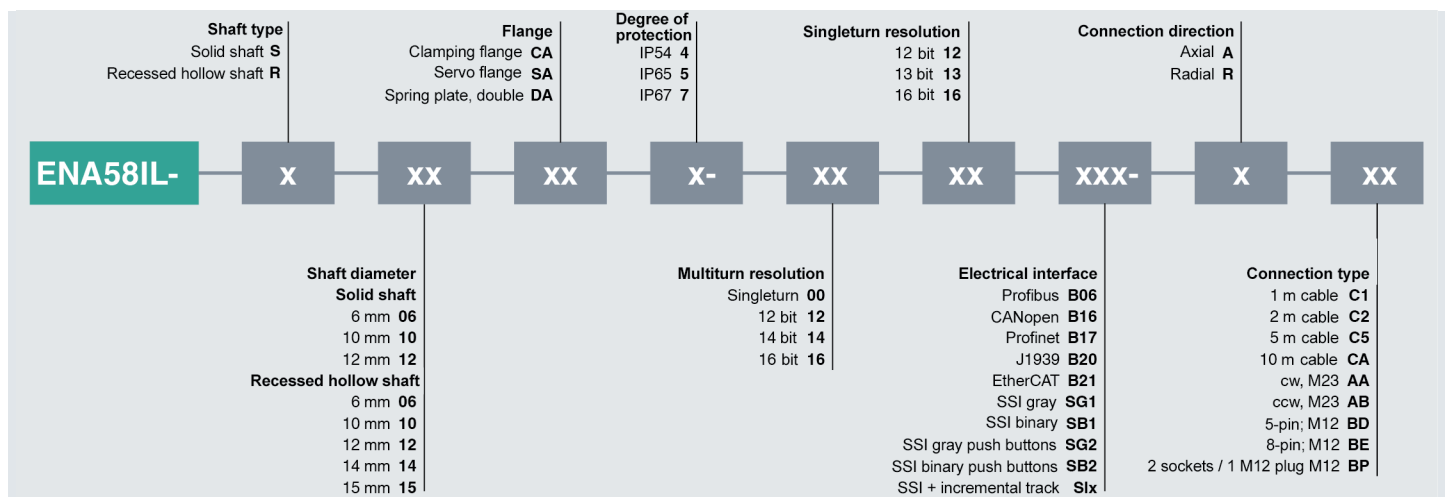 Shaft type
Solid shaft S
Recessed hollow shaft R
Flange
Clamping flange CA
Servo flange SA
Spring plate, double DA
Degree of
protection
IP54 4
IP65 5
IP67 7
Singleturn resolution
12 bit 12
13 bit 13
16 bit 16
Connection direction
Axial A
Radial R
ENA58IL- x xx xx x- xx xx xxx- x xx
Shaft diameter
Solid shaft
6 mm 06
10 mm 10
12 mm 12
Recessed hollow shaft
6 mm 06
10 mm 10
12 mm 12
14 mm 14
15 mm 15
Multiturn resolution
Singleturn 00
12 bit 12
14 bit 14
16 bit 16
Electrical interface
Profibus B06
CANopen B16
Profinet B17
J1939 B20
EtherCAT B21
SSI gray SG1
SSI binary SB1
SSI gray push buttons SG2
SSI binary push buttons SB2
SSI + incremental track SIx
Connection type
1 m cable C1
2 m cable C2
5 m cable C5
10 m cable CA
cw, M23 AA
ccw, M23 AB
5-pin; M12 BD
8-pin; M12 BE
2 sockets / 1 M12 plug M12 BP